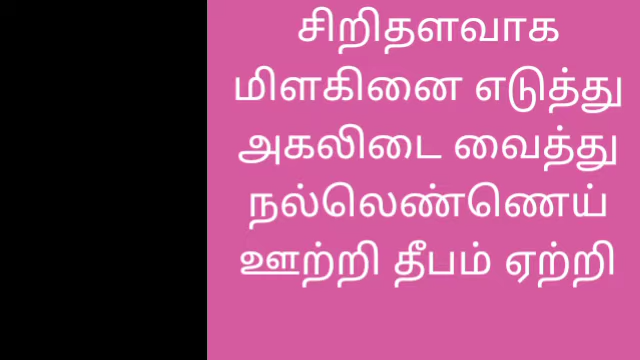 சிறிதளவாக
மிளகினை எடுத்து
அகலிடை வைத்து
நல்லெண்ணெய்
ஊற்றி தீபம் ஏற்றி